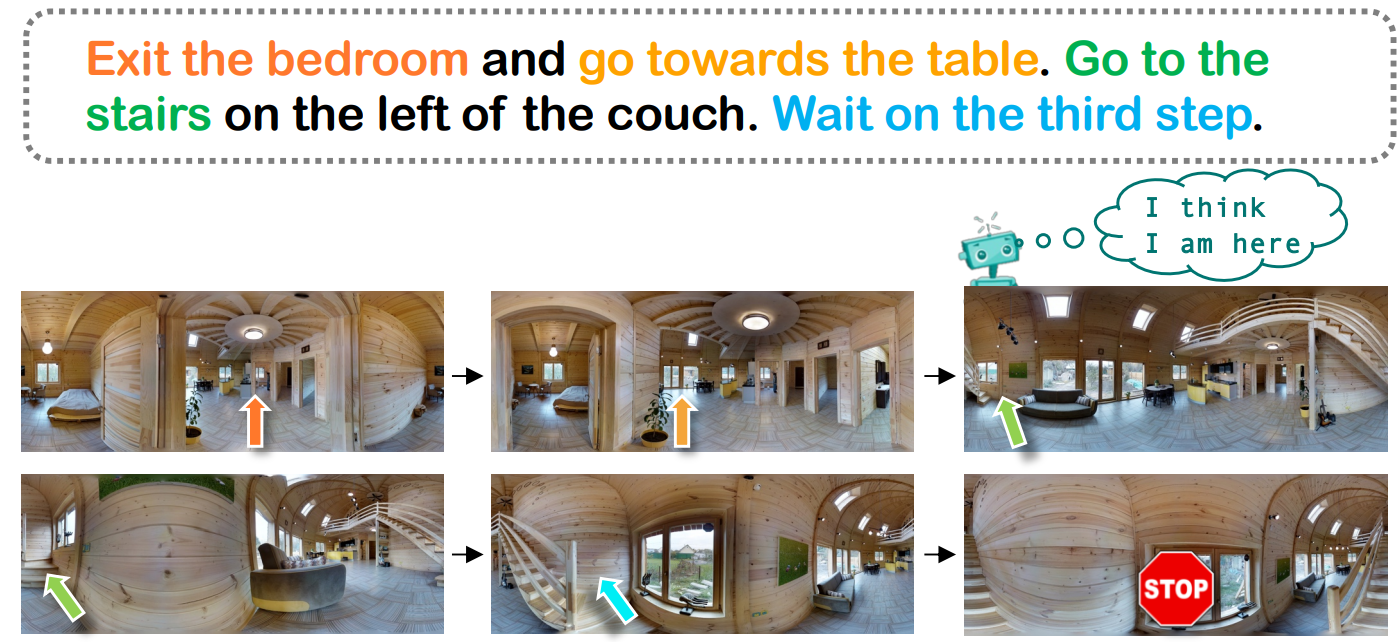 Exit the bedroom and go towards the table. Go to the
stairs on the left of the couch. Wait on the third step.
I think
I am here
STOP